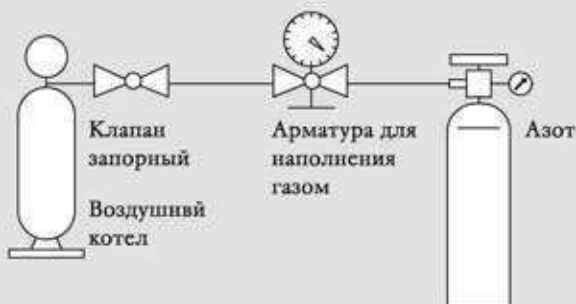 Клапан
запорный
Воздушнвй
котел
Арматура для
наполнения
газом
Азот